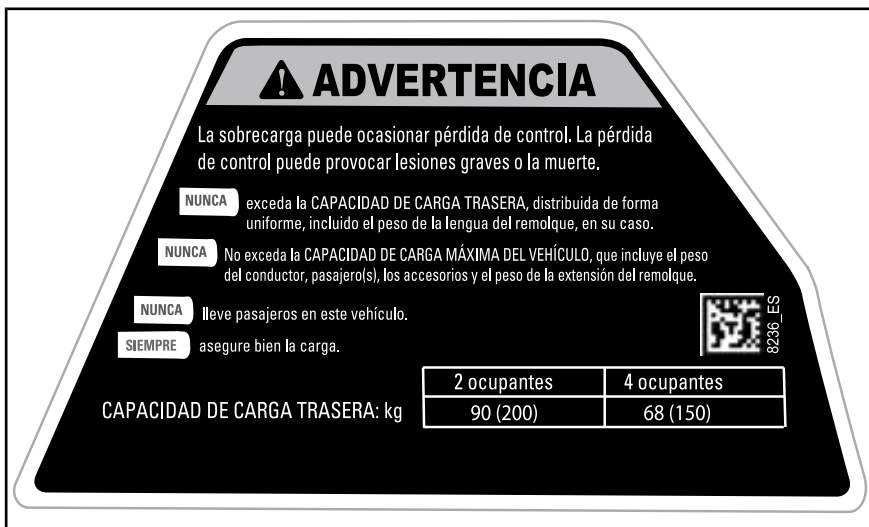 ADVERTENCIA
La sobrecarga puede ocasionar pérdida de control. La pérdida
de control puede provocar lesiones graves o la muerte.
NUNCA exceda la CAPACIDAD DE CARGA TRASERA, distribuida de forma
uniforme, incluido el peso de la lengua del remolque, en su caso.
NUNCA No exceda la CAPACIDAD DE CARGA MÁXIMA DEL VEHÍCULO, que incluye el peso
del conductor, pasajero(s), los accesorios y el peso de la extensión del remolque.
NUNCA lleve pasajeros en este vehículo.
SIEMPRE asegure bien la carga.
8236_ES
2 ocupantes 4 ocupantes
CAPACIDAD DE CARGA TRASERA: kg 90 (200) 68 (150)